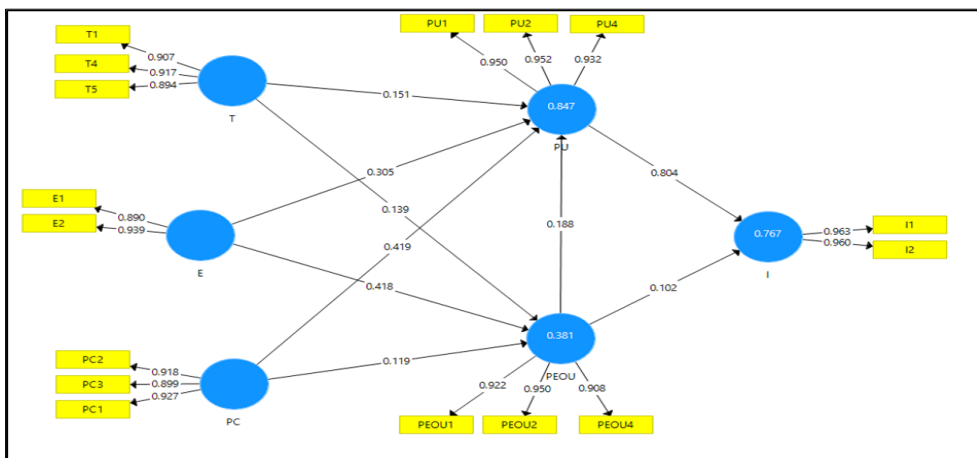 PU1
PU2
PU4
T1
T4
T5
0.907
0.917
0.894
T
0.950
0.952
0.932
0.847
PU
0.151
0.305
0.139
0.419
0.418
0.119
0.188
0.804
0.102
E1
E2
0.890
0.939
E
0.767
I
0.963
0.960
I1
I2
PC2
PC3
PC1
0.918
0.899
0.927
PC
0.381
PEOU
0.922
0.950
0.908
PEOU1
PEOU2
PEOU4